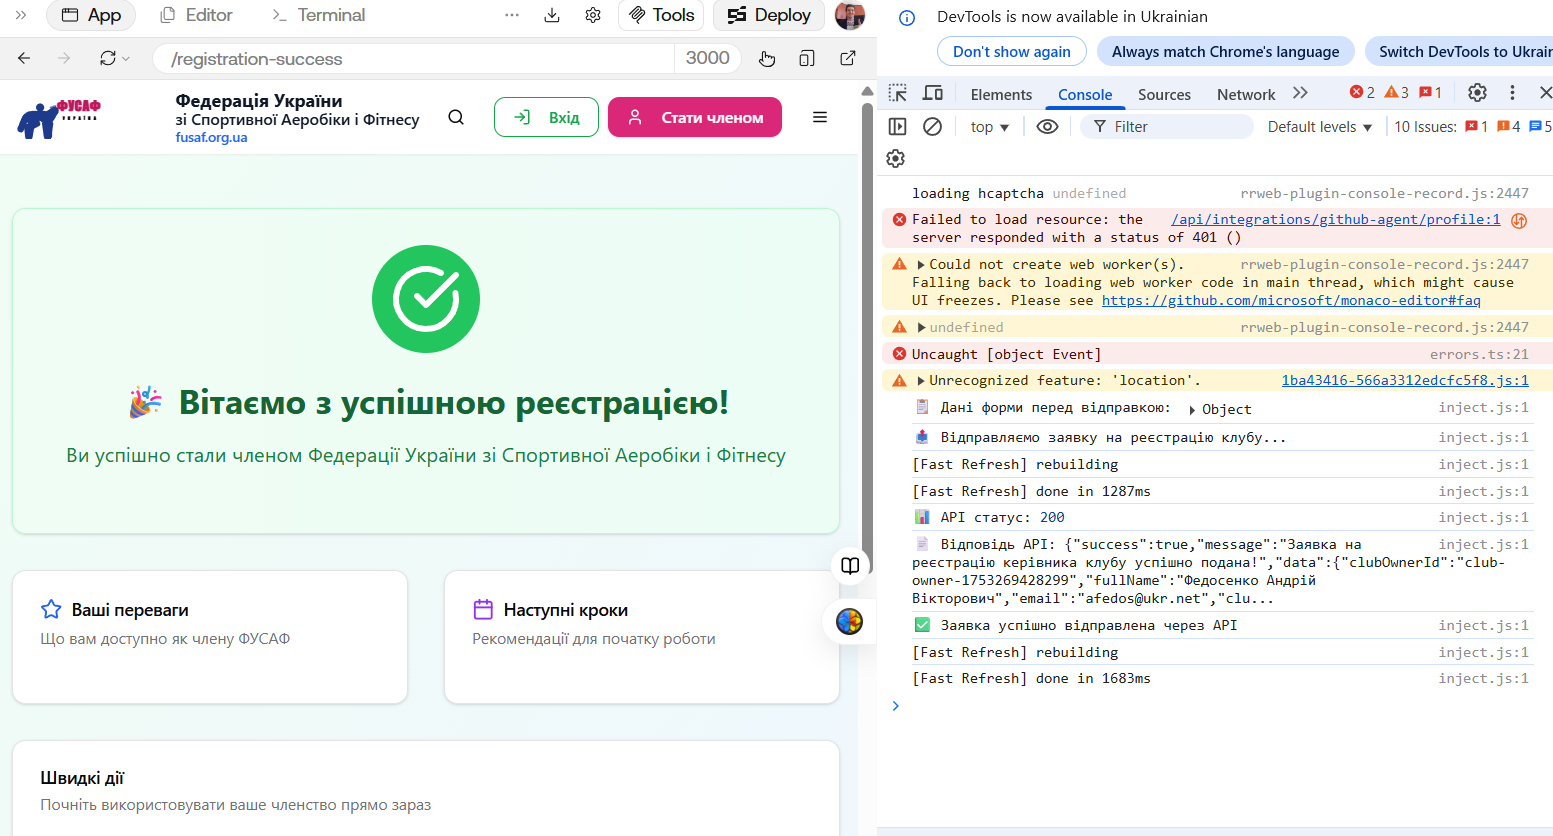 App
Editor
Terminal
Tools
Deploy
/registration-success
3000
ФУСАФ
УКРАЇНА
Федерація України
зі Спортивної Аеробіки і Фітнесу
fusaf.org.ua
Вхід
Стати членом
🎉 Вітаємо з успішною реєстрацією!
Ви успішно стали членом Федерації України зі Спортивної Аеробіки і Фітнесу
Ваші переваги
Що вам доступно як члену ФУСАФ
Наступні кроки
Рекомендації для початку роботи
Швидкі дії
Почніть використовувати ваше членство прямо зараз
DevTools is now available in Ukrainian
Don't show again
Always match Chrome's language
Switch DevTools to Ukrain
Elements
Console
Sources
Network
2
3
1
top
Filter
Default levels
10 Issues:
1
4
5
loading hcaptcha undefined rrweb-plugin-console-record.js:2447
Failed to load resource: the /api/integrations/github-agent/profile:1
server responded with a status of 401 ()
Could not create web worker(s). rrweb-plugin-console-record.js:2447
Falling back to loading web worker code in main thread, which might cause
UI freezes. Please see https://github.com/microsoft/monaco-editor#faq
undefined rrweb-plugin-console-record.js:2447
Uncaught [object Event] errors.ts:21
Unrecognized feature: 'location'. 1ba43416-566a3312edcfc5f8.js:1
📋 Дані форми перед відправкою: Object inject.js:1
📤 Відправляємо заявку на реєстрацію клубу... inject.js:1
[Fast Refresh] rebuilding inject.js:1
[Fast Refresh] done in 1287ms inject.js:1
📊 API статус: 200 inject.js:1
📄 Відповідь API: {"success":true,"message":"Заявка на inject.js:1
реєстрацію керівника клубу успішно подана!","data":{"clubOwnerId":"club-
owner-1753269428299","fullName":"Федосенко Андрій
Вікторович","email":"afedos@ukr.net","clu...
✅ Заявка успішно відправлена через API inject.js:1
[Fast Refresh] rebuilding inject.js:1
[Fast Refresh] done in 1683ms inject.js:1